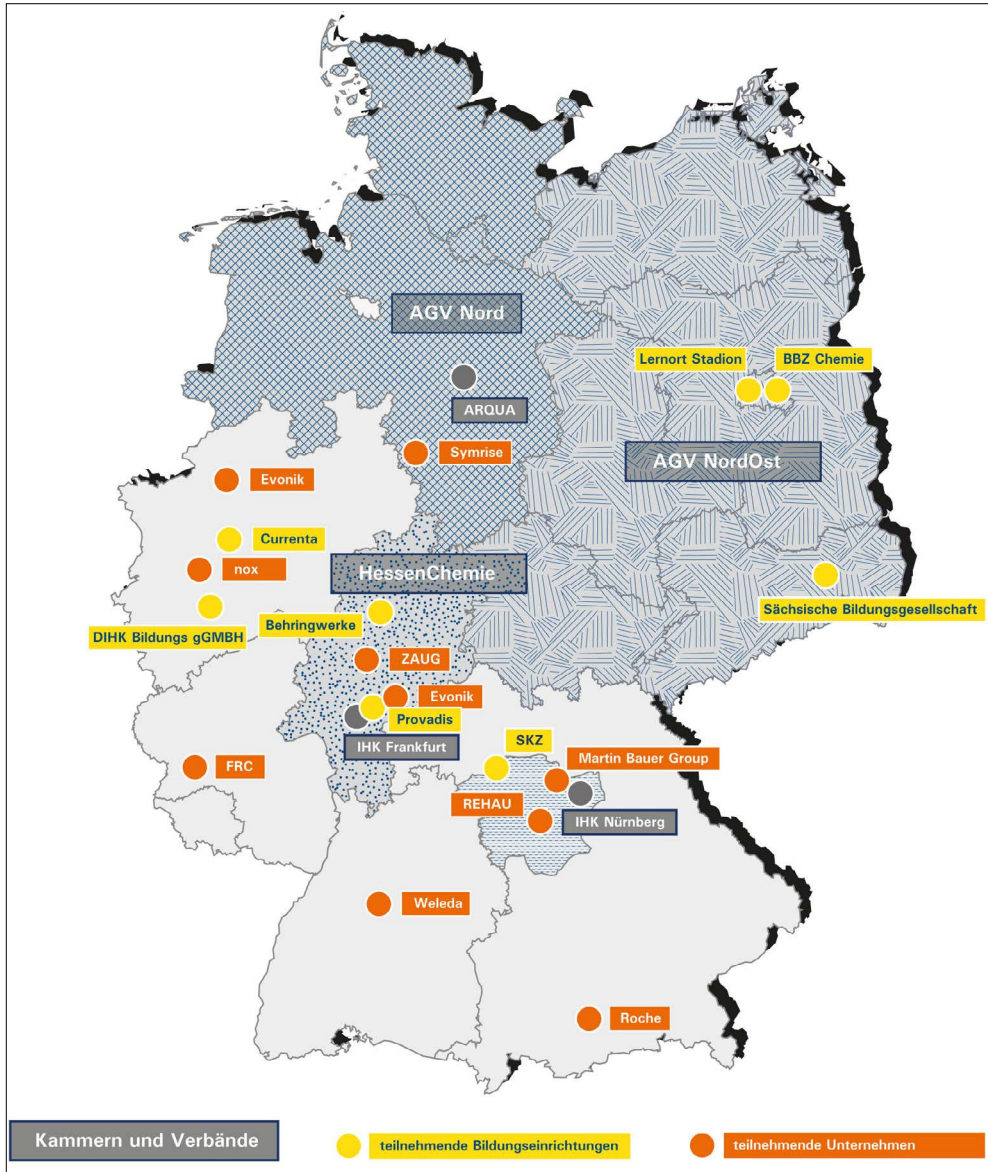 AGV Nord
Lernort Stadion
BBZ Chemie
ARQUA
Symrise
AGV NordOst
Evonik
Currenta
nox
HessenChemie
Sächsische Bildungsgesellschaft
DIHK Bildungs gGMBH
Behringwerke
ZAUG
Evonik
Provadis
IHK Frankfurt
SKZ
Martin Bauer Group
FRC
REHAU
IHK Nürnberg
Weleda
Roche
Kammern und Verbände
teilnehmende Bildungseinrichtungen
teilnehmende Unternehmen